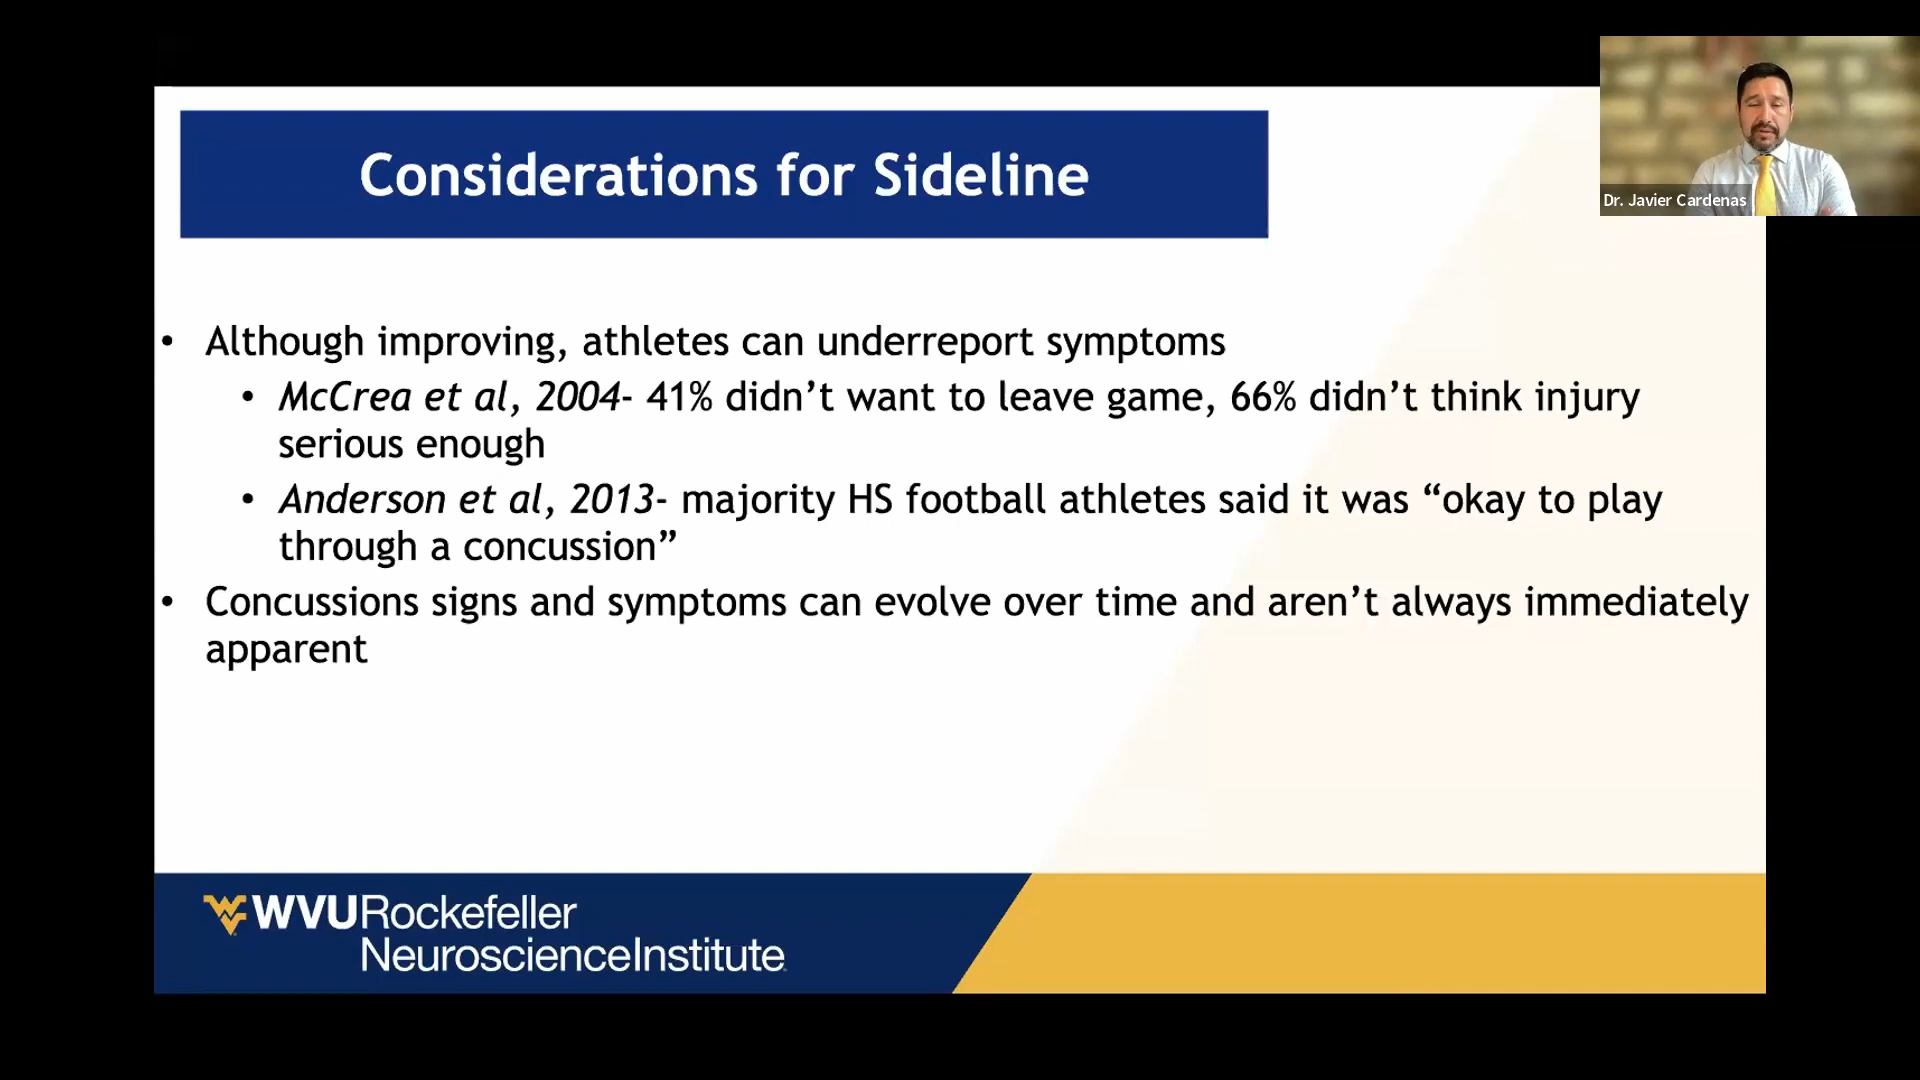 Considerations for Sideline
Dr. Javier Cardenas
• Although improving, athletes can underreport symptoms
• McCrea et al, 2004- 41% didn’t want to leave game, 66% didn’t think injury
serious enough
• Anderson et al, 2013- majority HS football athletes said it was “okay to play
through a concussion”
• Concussions signs and symptoms can evolve over time and aren’t always immediately
apparent
WVURockefeller
NeuroscienceInstitute